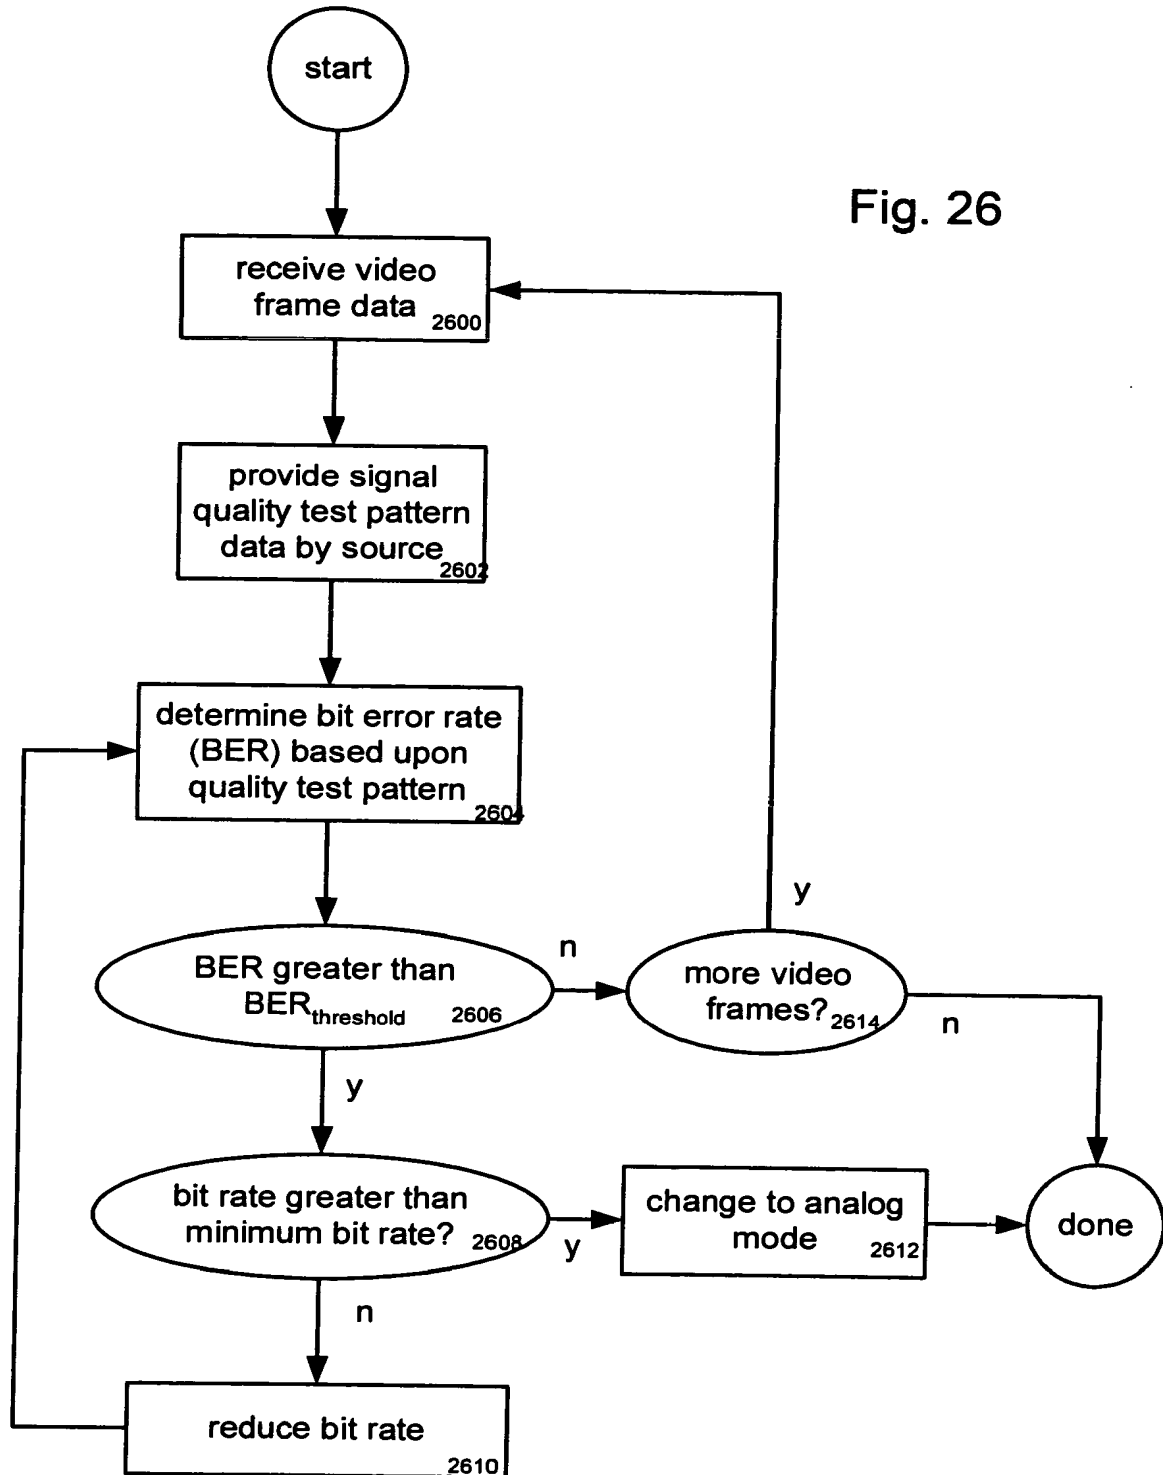 start
Fig. 26
receive video
frame data
2600
provide signal
quality test pattern
data by source
2602
determine bit error rate
(BER) based upon
quality test pattern
2604
y
BER greater than
BERthreshold
2606
n
more video
frames?
2614
n
y
bit rate greater than
minimum bit rate?
2608
y
change to analog
mode
2612
done
n
reduce bit rate
2610